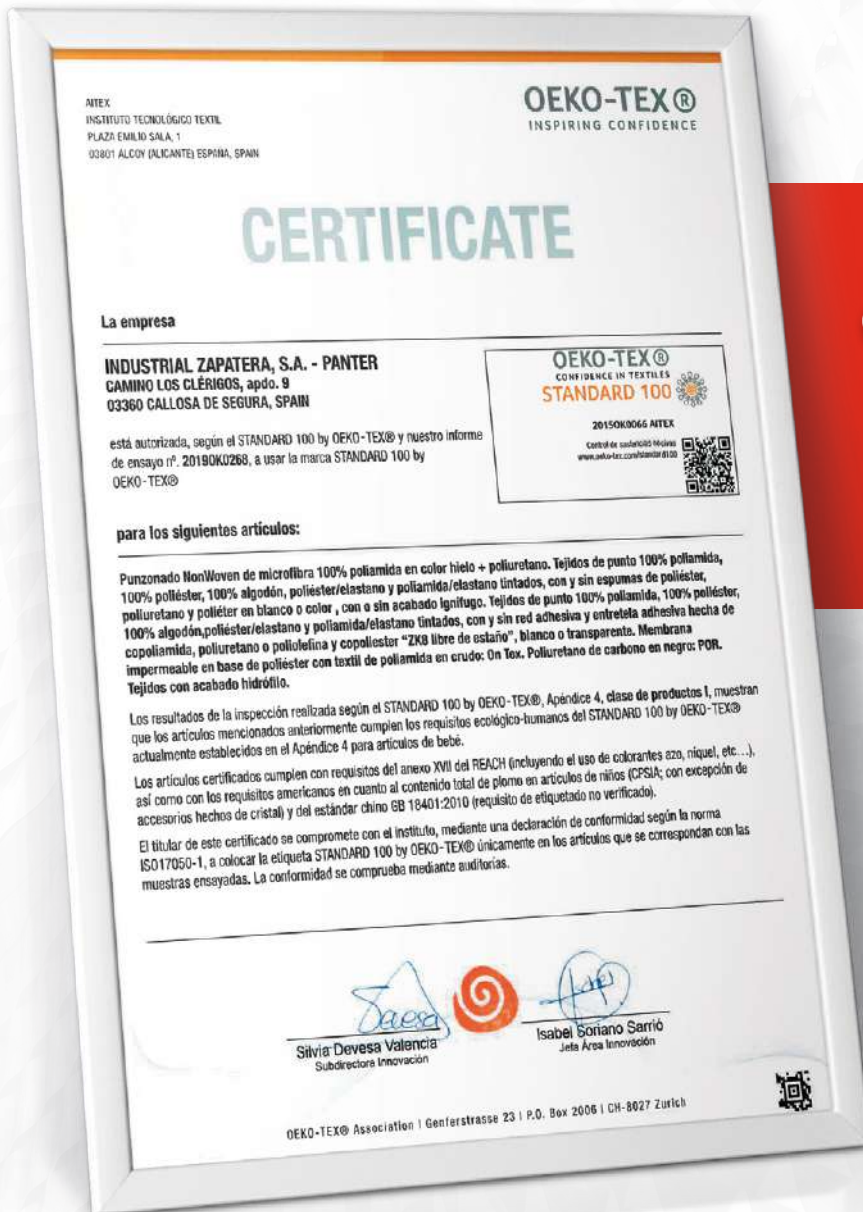 AITEX
INSTITUTO TECNOLÓGICO TEXTIL
PLAZA EMILIO SALA, 1
03801 ALCOY (ALICANTE) ESPAÑA, SPAIN
OEKO-TEX®
INSPIRING CONFIDENCE
CERTIFICATE
La empresa
INDUSTRIAL ZAPATERA, S.A. - PANTER
CAMINO LOS CLÉRIGOS, apdo. 9
03360 CALLOSA DE SEGURA, SPAIN
está autorizada, según el STANDARD 100 by OEKO-TEX® y nuestro informe
de ensayo nº. 2019OK0268, a usar la marca STANDARD 100 by
OEKO-TEX®
OEKO-TEX®
CONFIDENCE IN TEXTILES
STANDARD 100
2015OK0066 AITEX
Control de sustancias nocivas
www.oeko-tex.com/standard100
para los siguientes artículos:
Punzonado NonWoven de microfibra 100% poliamida en color hielo + poliuretano. Tejidos de punto 100% poliamida,
100% poliéster, 100% algodón, poliéster/elastano y poliamida/elastano tintados, con y sin espumas de poliéster,
poliuretano y poliéter en blanco o color , con o sin acabado ignífugo. Tejidos de punto 100% poliamida, 100% poliéster,
100% algodón,poliéster/elastano y poliamida/elastano tintados, con y sin red adhesiva y entretela adhesiva hecha de
copoliamida, poliuretano o poliolefina y copoliester "ZK8 libre de estaño", blanco o transparente. Membrana
impermeable en base de poliéster con textil de poliamida en crudo: On Tex. Poliuretano de carbono en negro: POR.
Tejidos con acabado hidrófilo.
Los resultados de la inspección realizada según el STANDARD 100 by OEKO-TEX®, Apéndice 4, clase de productos I, muestran
que los artículos mencionados anteriormente cumplen los requisitos ecológico-humanos del STANDARD 100 by OEKO-TEX®
actualmente establecidos en el Apéndice 4 para artículos de bebé.
Los artículos certificados cumplen con requisitos del anexo XVII del REACH (incluyendo el uso de colorantes azo, níquel, etc...),
así como con los requisitos americanos en cuanto al contenido total de plomo en artículos de niños (CPSIA; con excepción de
accesorios hechos de cristal) y del estándar chino GB 18401:2010 (requisito de etiquetado no verificado).
El titular de este certificado se compromete con el instituto, mediante una declaración de conformidad según la norma
ISO17050-1, a colocar la etiqueta STANDARD 100 by OEKO-TEX® únicamente en los artículos que se correspondan con las
muestras ensayadas. La conformidad se comprueba mediante auditorías.
Silvia Devesa Valencia
Subdirectora Innovación
Isabel Soriano Sarrió
Jefa Área Innovación
OEKO-TEX® Association | Genferstrasse 23 | P.O. Box 2006 | CH-8027 Zurich